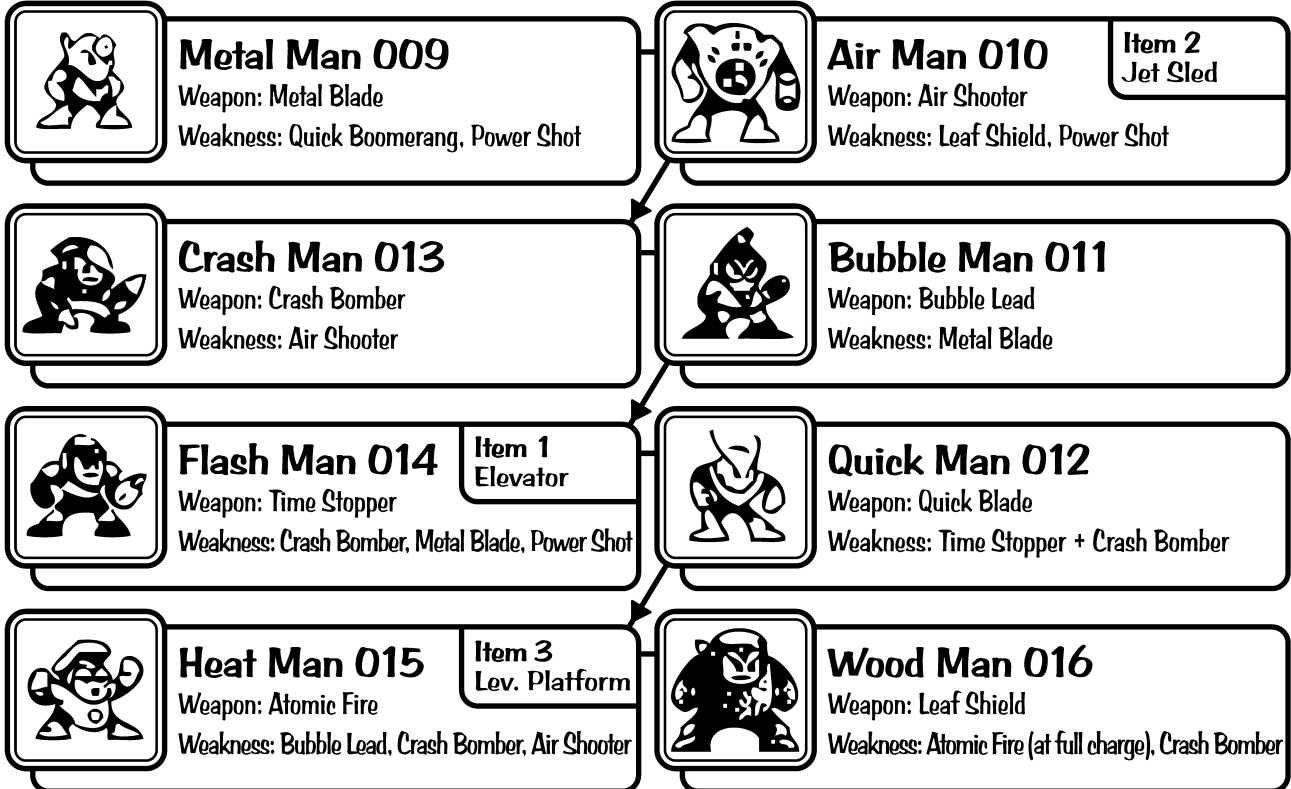 Metal Man 009
Weapon: Metal Blade
Weakness: Quick Boomerang, Power Shot
Air Man 010
Item 2
Jet Sled
Weapon: Air Shooter
Weakness: Leaf Shield, Power Shot
Crash Man 013
Weapon: Crash Bomber
Weakness: Air Shooter
Bubble Man 011
Weapon: Bubble Lead
Weakness: Metal Blade
Flash Man 014
Item 1
Elevator
Weapon: Time Stopper
Weakness: Crash Bomber, Metal Blade, Power Shot
Quick Man 012
Weapon: Quick Blade
Weakness: Time Stopper + Crash Bomber
Heat Man 015
Item 3
Lev. Platform
Weapon: Atomic Fire
Weakness: Bubble Lead, Crash Bomber, Air Shooter
Wood Man 016
Weapon: Leaf Shield
Weakness: Atomic Fire (at full charge), Crash Bomber